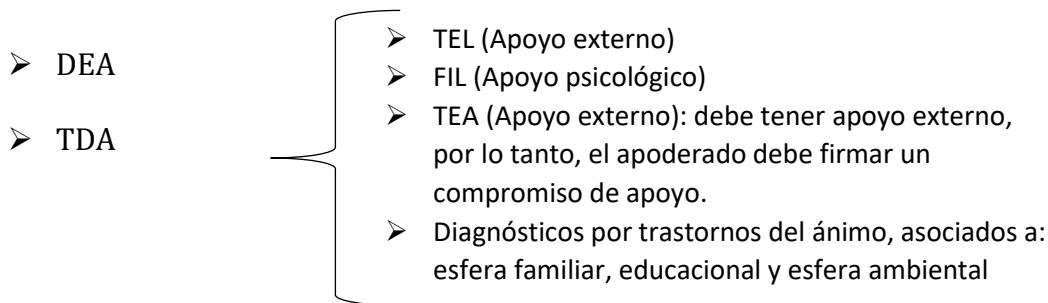 ➢ DEA
➢ TDA
➢ TEL (Apoyo externo)
➢ FIL (Apoyo psicológico)
➢ TEA (Apoyo externo): debe tener apoyo externo,
por lo tanto, el apoderado debe firmar un
compromiso de apoyo.
➢ Diagnósticos por trastornos del ánimo, asociados a:
esfera familiar, educacional y esfera ambiental